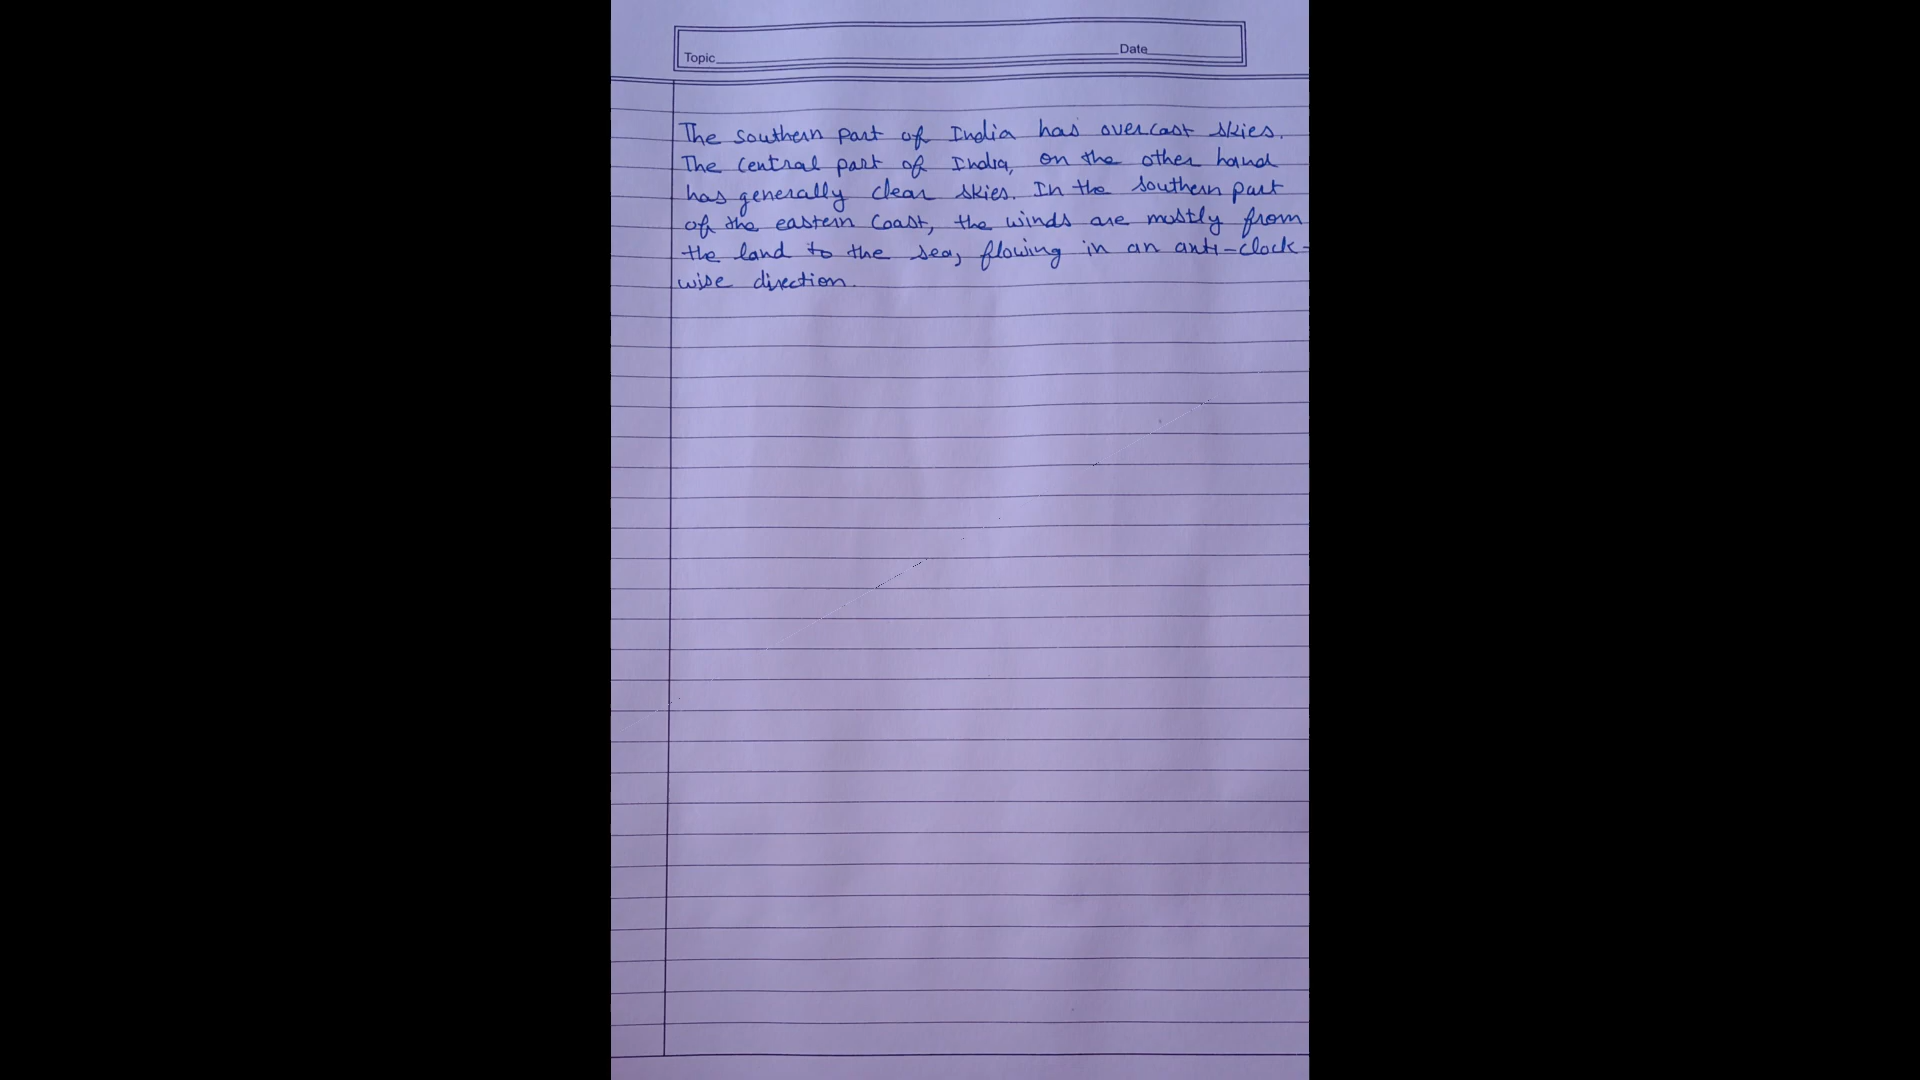 Topic Date
The southern part of India has overcast skies.
The central part of India, on the other hand
has generally clear skies. In the southern part
of the eastern coast, the winds are mostly from
the land to the sea, flowing in an anti-clock-
wise direction.